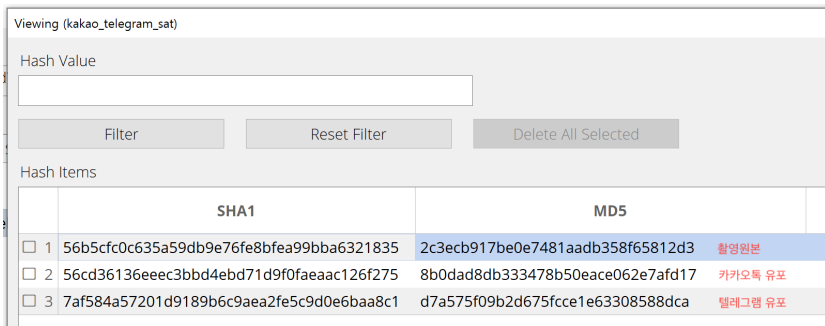 Viewing (kakao_telegram_sat)
Hash Value
Filter Reset Filter Delete All Selected
Hash Items
SHA1 MD5
1 56b5cfc0c635a59db9e76fe8bfea99bba6321835 2c3ecb917be0e7481aadb358f65812d3 촬영원본
2 56cd36136eeec3bbd4ebd71d9f0faeaac126f275 8b0dad8db333478b50eace062e7afd17 카카오톡 유포
3 7af584a57201d9189b6c9aea2fe5c9d0e6baa8c1 d7a575f09b2d675fcce1e63308588dca 텔레그램 유포